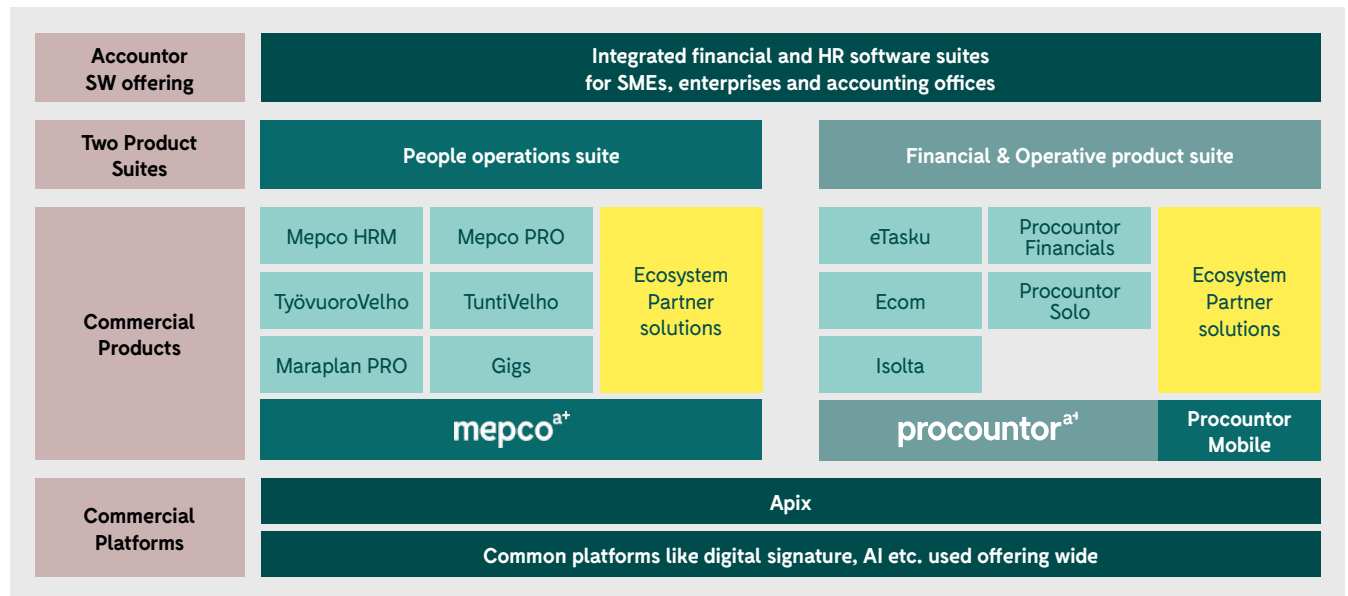 Accountor
SW offering
Integrated financial and HR software suites
for SMEs, enterprises and accounting offices
Two Product
Suites
People operations suite
Financial & Operative product suite
Commercial
Products
Mepco HRM
Mepco PRO
TyövuoroVelho
TuntiVelho
Maraplan PRO
Gigs
Ecosystem
Partner
solutions
mepco a+
eTasku
Procountor
Financials
Ecom
Procountor
Solo
Isolta
Ecosystem
Partner
solutions
procountor a+
Procountor
Mobile
Commercial
Platforms
Apix
Common platforms like digital signature, AI etc. used offering wide